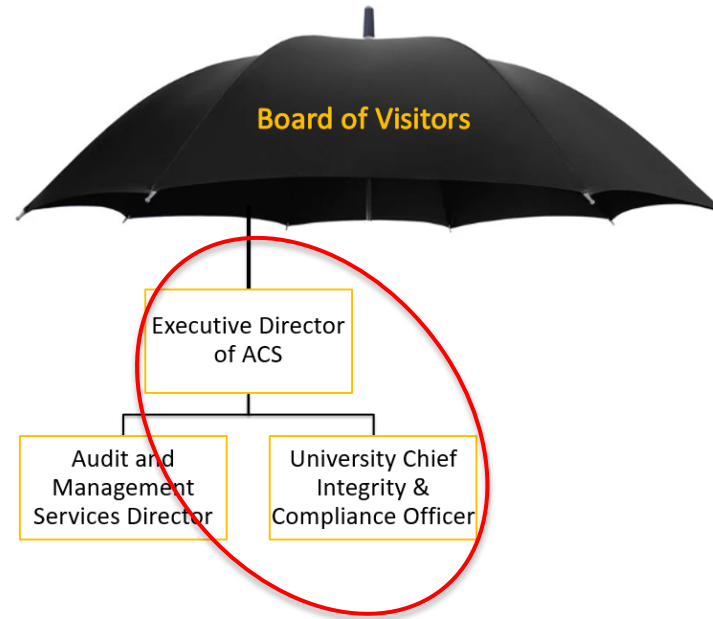 Board of Visitors
Executive Director
of ACS
Audit and
Management
Services Director
University Chief
Integrity &
Compliance Officer